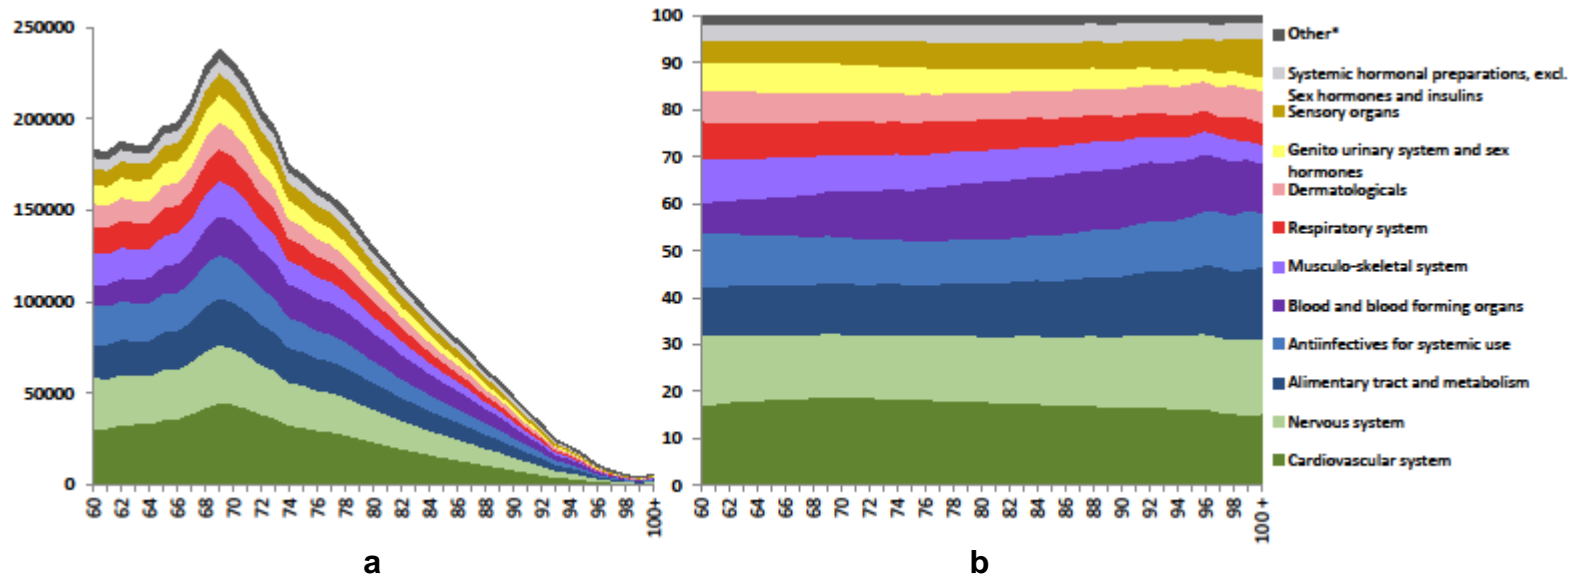 250000
200000
150000
100000
50000
0
60 62 64 66 68 70 72 74 76 78 80 82 84 86 88 90 92 94 96 98 100+
a
100
90
80
70
60
50
40
30
20
10
0
60 62 64 66 68 70 72 74 76 78 80 82 84 86 88 90 92 94 96 98 100 +
b
Other*
Systemic hormonal preparations, excl.
Sex hormones and insulins
Sensory organs
Genito urinary system and sex
hormones
Dermatologicals
Respiratory system
Musculo-skeletal system
Blood and blood forming organs
Antiinfectives for systemic use
Alimentary tract and metabolism
Nervous system
Cardiovascular system